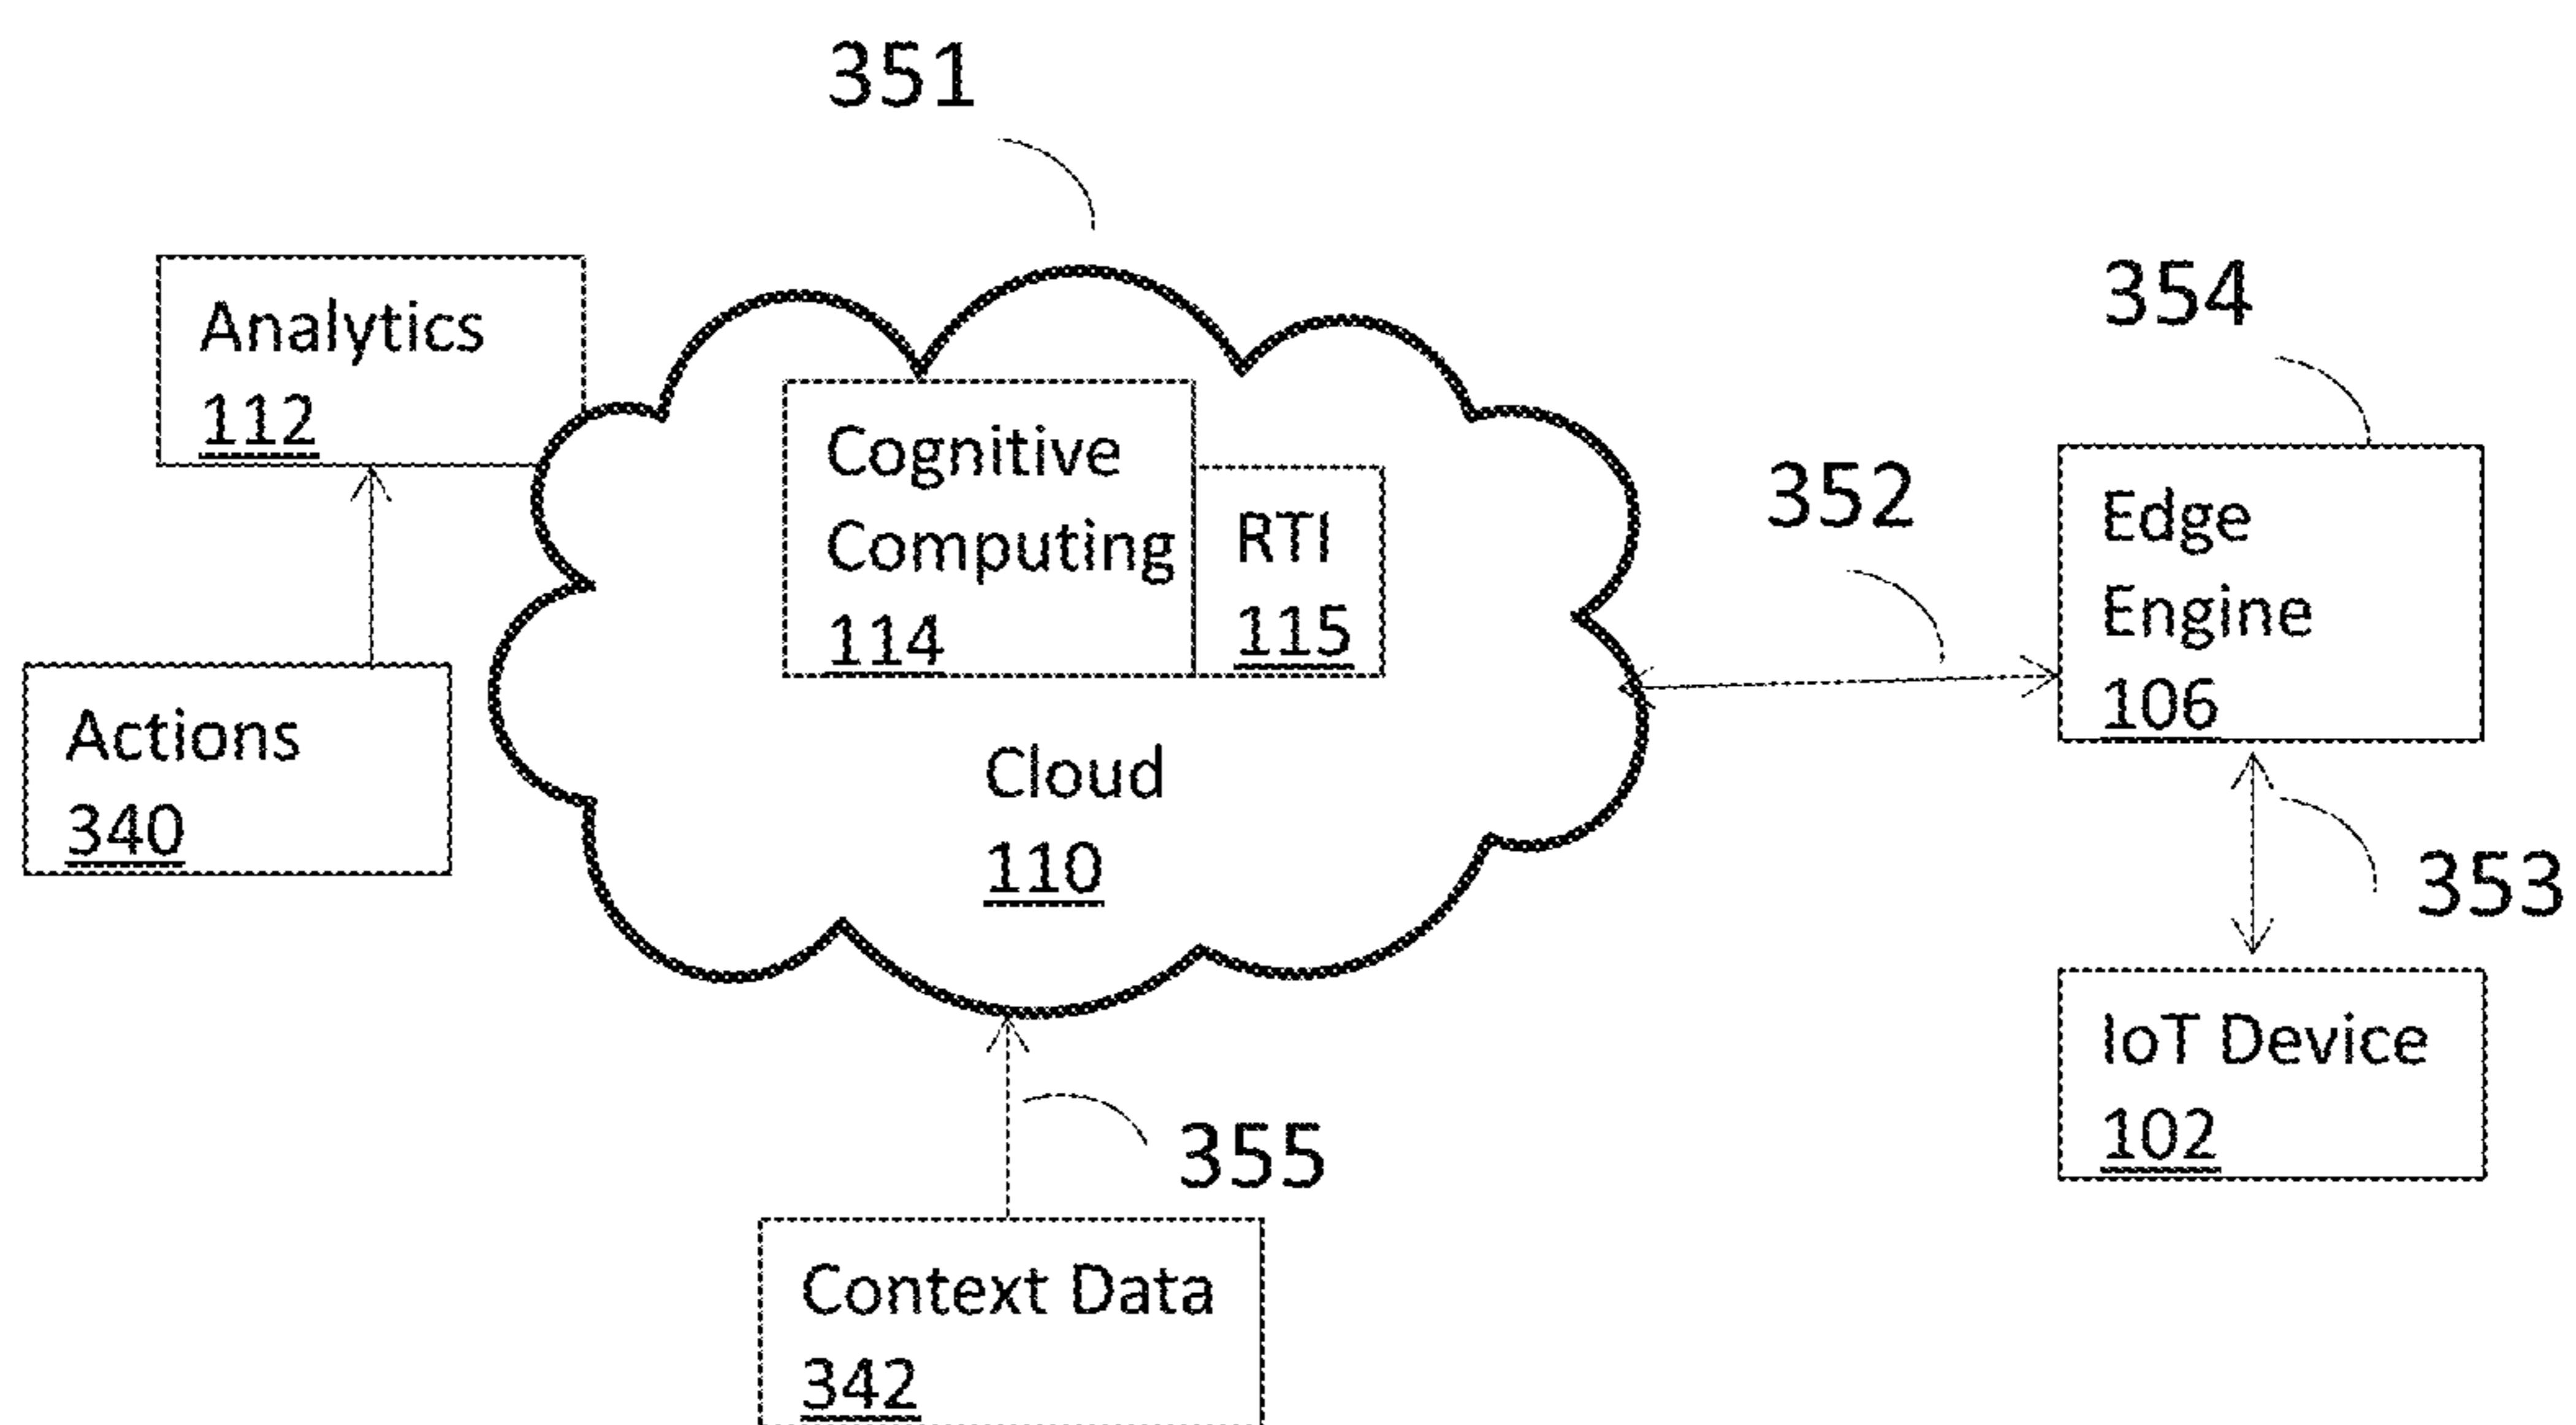 351
Analytics
112
354
Cognitive
Computing
114
RTI
115
352
Edge
Engine
106
Actions
340
Cloud
110
353
IoT Device
102
355
Context Data
342